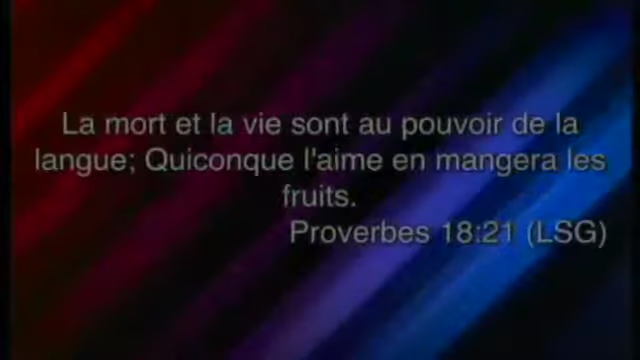 La mort et la vie sont au pouvoir de la
langue; Quiconque l'aime en mangera les
fruits.
Proverbes 18:21 (LSG)